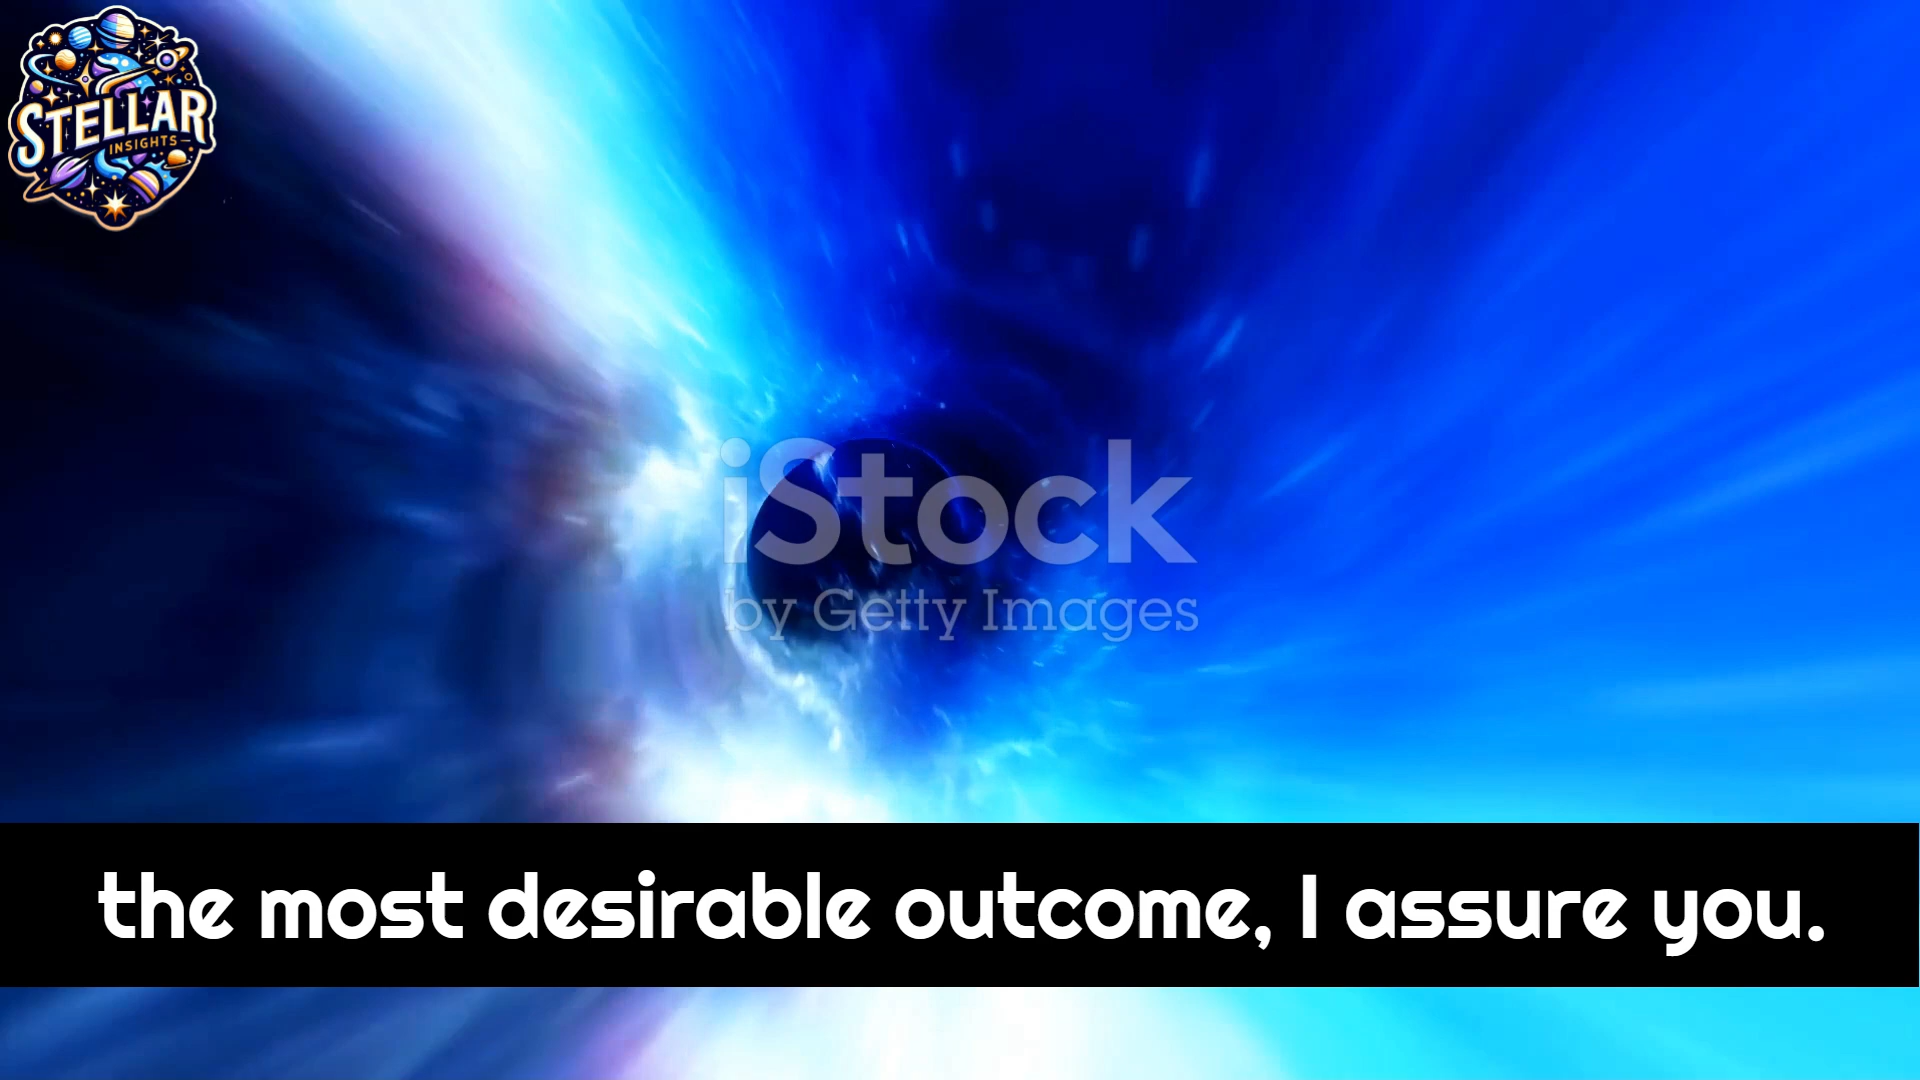 STELLAR
INSIGHTS
iStock
by Getty Images
the most desirable outcome, I assure you.